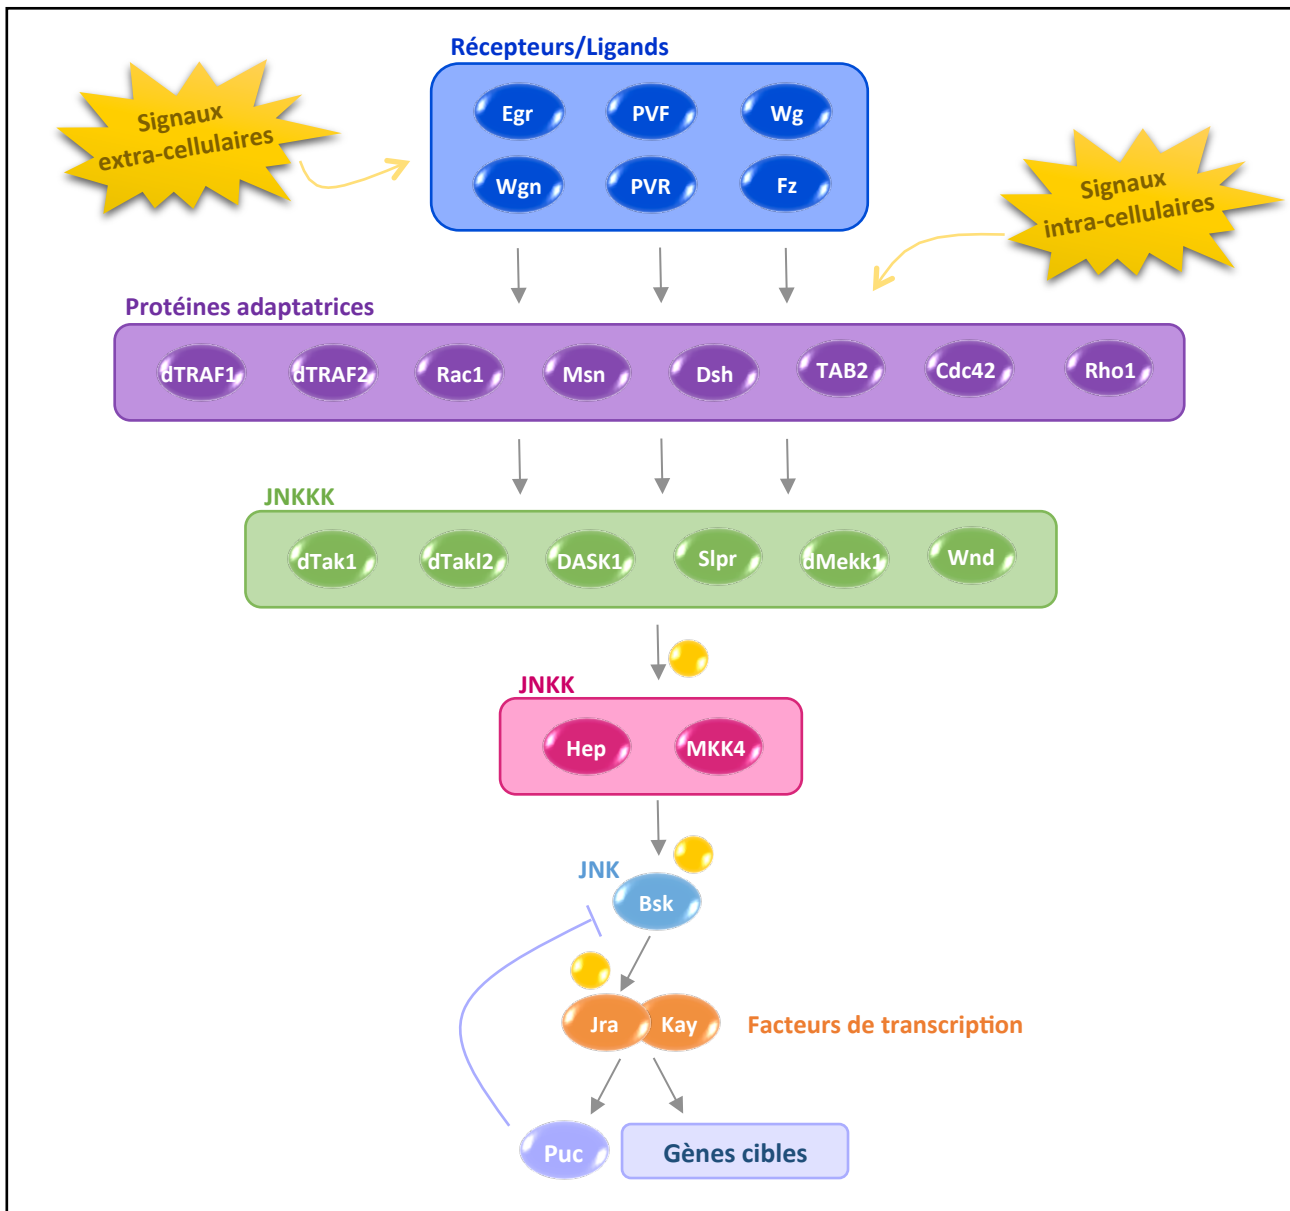 Récepteurs/Ligands
Signaux
extra-cellulaires
Egr PVF Wg
Wgn PVR Fz
Signaux
intra-cellulaires
Protéines adaptatrices
dTRAF1 dTRAF2 Rac1 Msn Dsh TAB2 Cdc42 Rho1
JNKKK
dTak1 dTakl2 DASK1 Slpr dMekk1 Wnd
JNKK
Hep MKK4
JNK
Bsk
Jra Kay Facteurs de transcription
Puc Gènes cibles